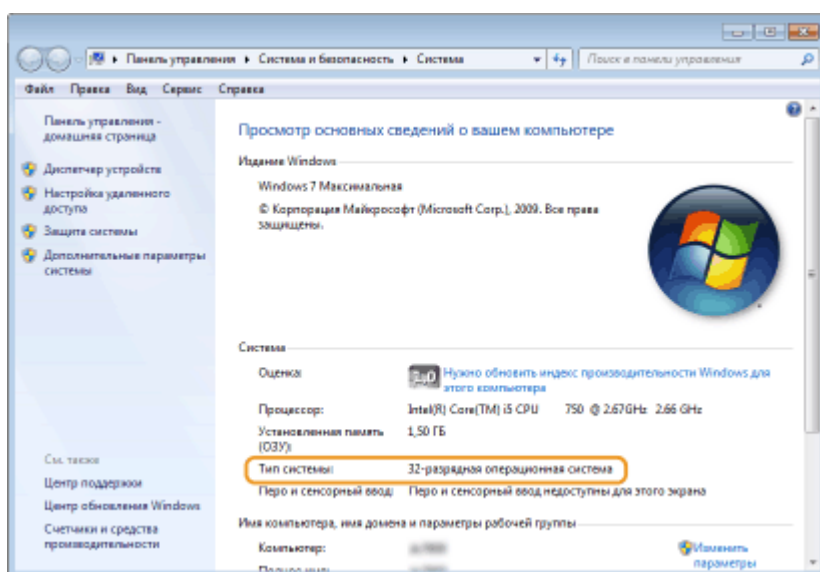 Панель управления ▸ Система и безопасность ▸ Система
Поиск в панели управления
Файл Правка Вид Сервис Справка
Панель управления -
домашняя страница
Диспетчер устройств
Настройка удаленного
доступа
Защита системы
Дополнительные параметры
системы
См. также
Центр поддержки
Центр обновления Windows
Счетчики и средства
производительности
Просмотр основных сведений о вашем компьютере
Издание Windows
Windows 7 Максимальная
© Корпорация Майкрософт (Microsoft Corp.), 2009. Все права
защищены.
Система
Оценка: Нужно обновить индекс производительности Windows для
этого компьютера
Процессор: Intel(R) Core(TM) i5 CPU 750 @ 2.67GHz 2.66 GHz
Установленная память 1,50 ГБ
(ОЗУ):
Тип системы: 32-разрядная операционная система
Перо и сенсорный ввод: Перо и сенсорный ввод недоступны для этого экрана
Имя компьютера, имя домена и параметры рабочей группы
Компьютер:
Изменить
параметры